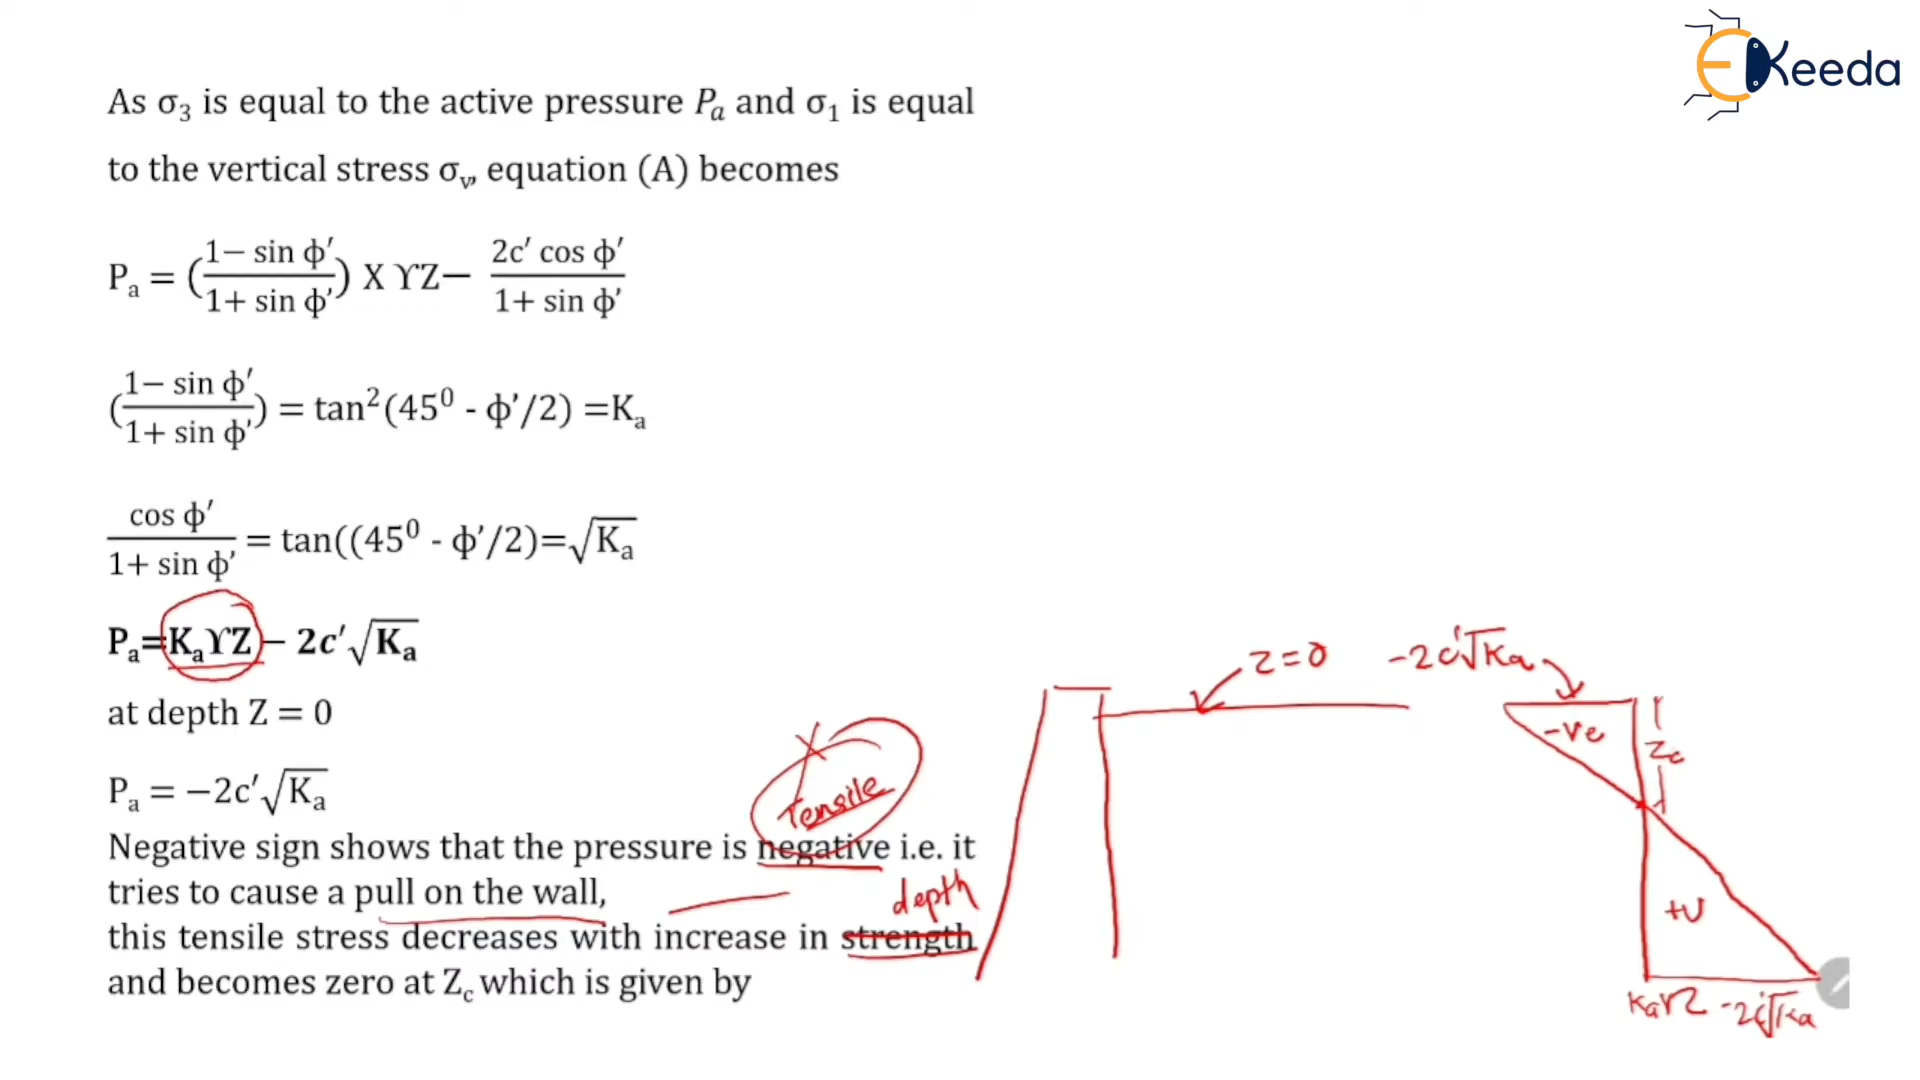 EKeeda
As σ₃ is equal to the active pressure Pₐ and σ₁ is equal
to the vertical stress σᵥ, equation (A) becomes
Pₐ = (1− sin ϕ′ / 1+ sin ϕ′) X ϒZ− 2c′ cos ϕ′ / 1+ sin ϕ′
(1− sin ϕ′ / 1+ sin ϕ′) = tan²(45⁰ - ϕ′/2) =Kₐ
cos ϕ′ / 1+ sin ϕ′ = tan((45⁰ - ϕ′/2)=√Kₐ
Pₐ=KₐϒZ− 2c′√Kₐ
at depth Z = 0
Pₐ = −2c′√Kₐ
Tensile
Negative sign shows that the pressure is negative i.e. it
tries to cause a pull on the wall,
depth
this tensile stress decreases with increase in strength
and becomes zero at Z꜀ which is given by
z=0
-2c'√Ka
-ve
Zc
+v
KaγZ -2c'√Ka